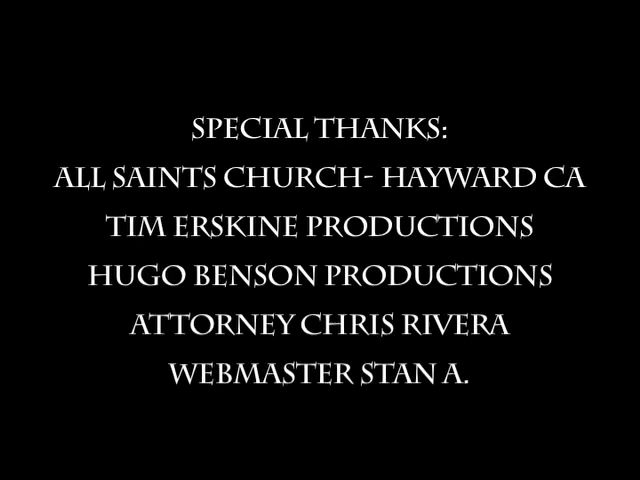 SPECIAL THANKS:
ALL SAINTS CHURCH- HAYWARD CA
TIM ERSKINE PRODUCTIONS
HUGO BENSON PRODUCTIONS
ATTORNEY CHRIS RIVERA
WEBMASTER STAN A.